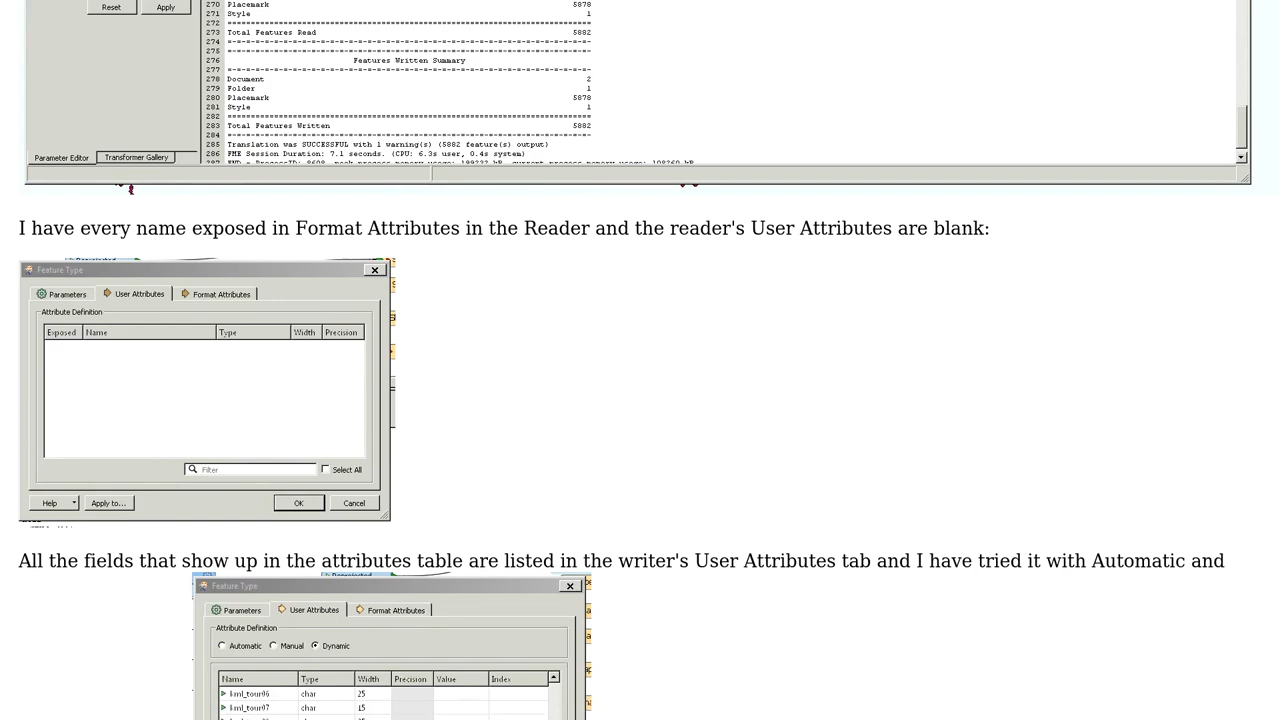 270 Placemark 5878
Reset Apply 271 Style 1
272 ==============================================================================
273 Total Features Read 5882
274 -=-=-=-=-=-=-=-=-=-=-=-=-=-=-=-=-=-=-=-=-=-=-=-=-=-=-=-=-=-=-=-=-=-=-=-=-=-=-=
275 -=-=-=-=-=-=-=-=-=-=-=-=-=-=-=-=-=-=-=-=-=-=-=-=-=-=-=-=-=-=-=-=-=-=-=-=-=-=-=
276 Features Written Summary
277 -=-=-=-=-=-=-=-=-=-=-=-=-=-=-=-=-=-=-=-=-=-=-=-=-=-=-=-=-=-=-=-=-=-=-=-=-=-=-=
278 Document 2
279 Folder 1
280 Placemark 5878
281 Style 1
282 ==============================================================================
283 Total Features Written 5882
284 -=-=-=-=-=-=-=-=-=-=-=-=-=-=-=-=-=-=-=-=-=-=-=-=-=-=-=-=-=-=-=-=-=-=-=-=-=-=-=
285 Translation was SUCCESSFUL with 1 warning(s) (5882 feature(s) output)
286 FME Session Duration: 7.1 seconds. (CPU: 6.3s user, 0.4s system)
Parameter Editor Transformer Gallery
I have every name exposed in Format Attributes in the Reader and the reader's User Attributes are blank:
Feature Type
Parameters User Attributes Format Attributes
Attribute Definition
Exposed Name Type Width Precision
Filter Select All
Help Apply to... OK Cancel
All the fields that show up in the attributes table are listed in the writer's User Attributes tab and I have tried it with Automatic and
Feature Type
Parameters User Attributes Format Attributes
Attribute Definition
Automatic Manual Dynamic
Name Type Width Precision Value Index
kml_tour06 char 25
kml_tour07 char 15